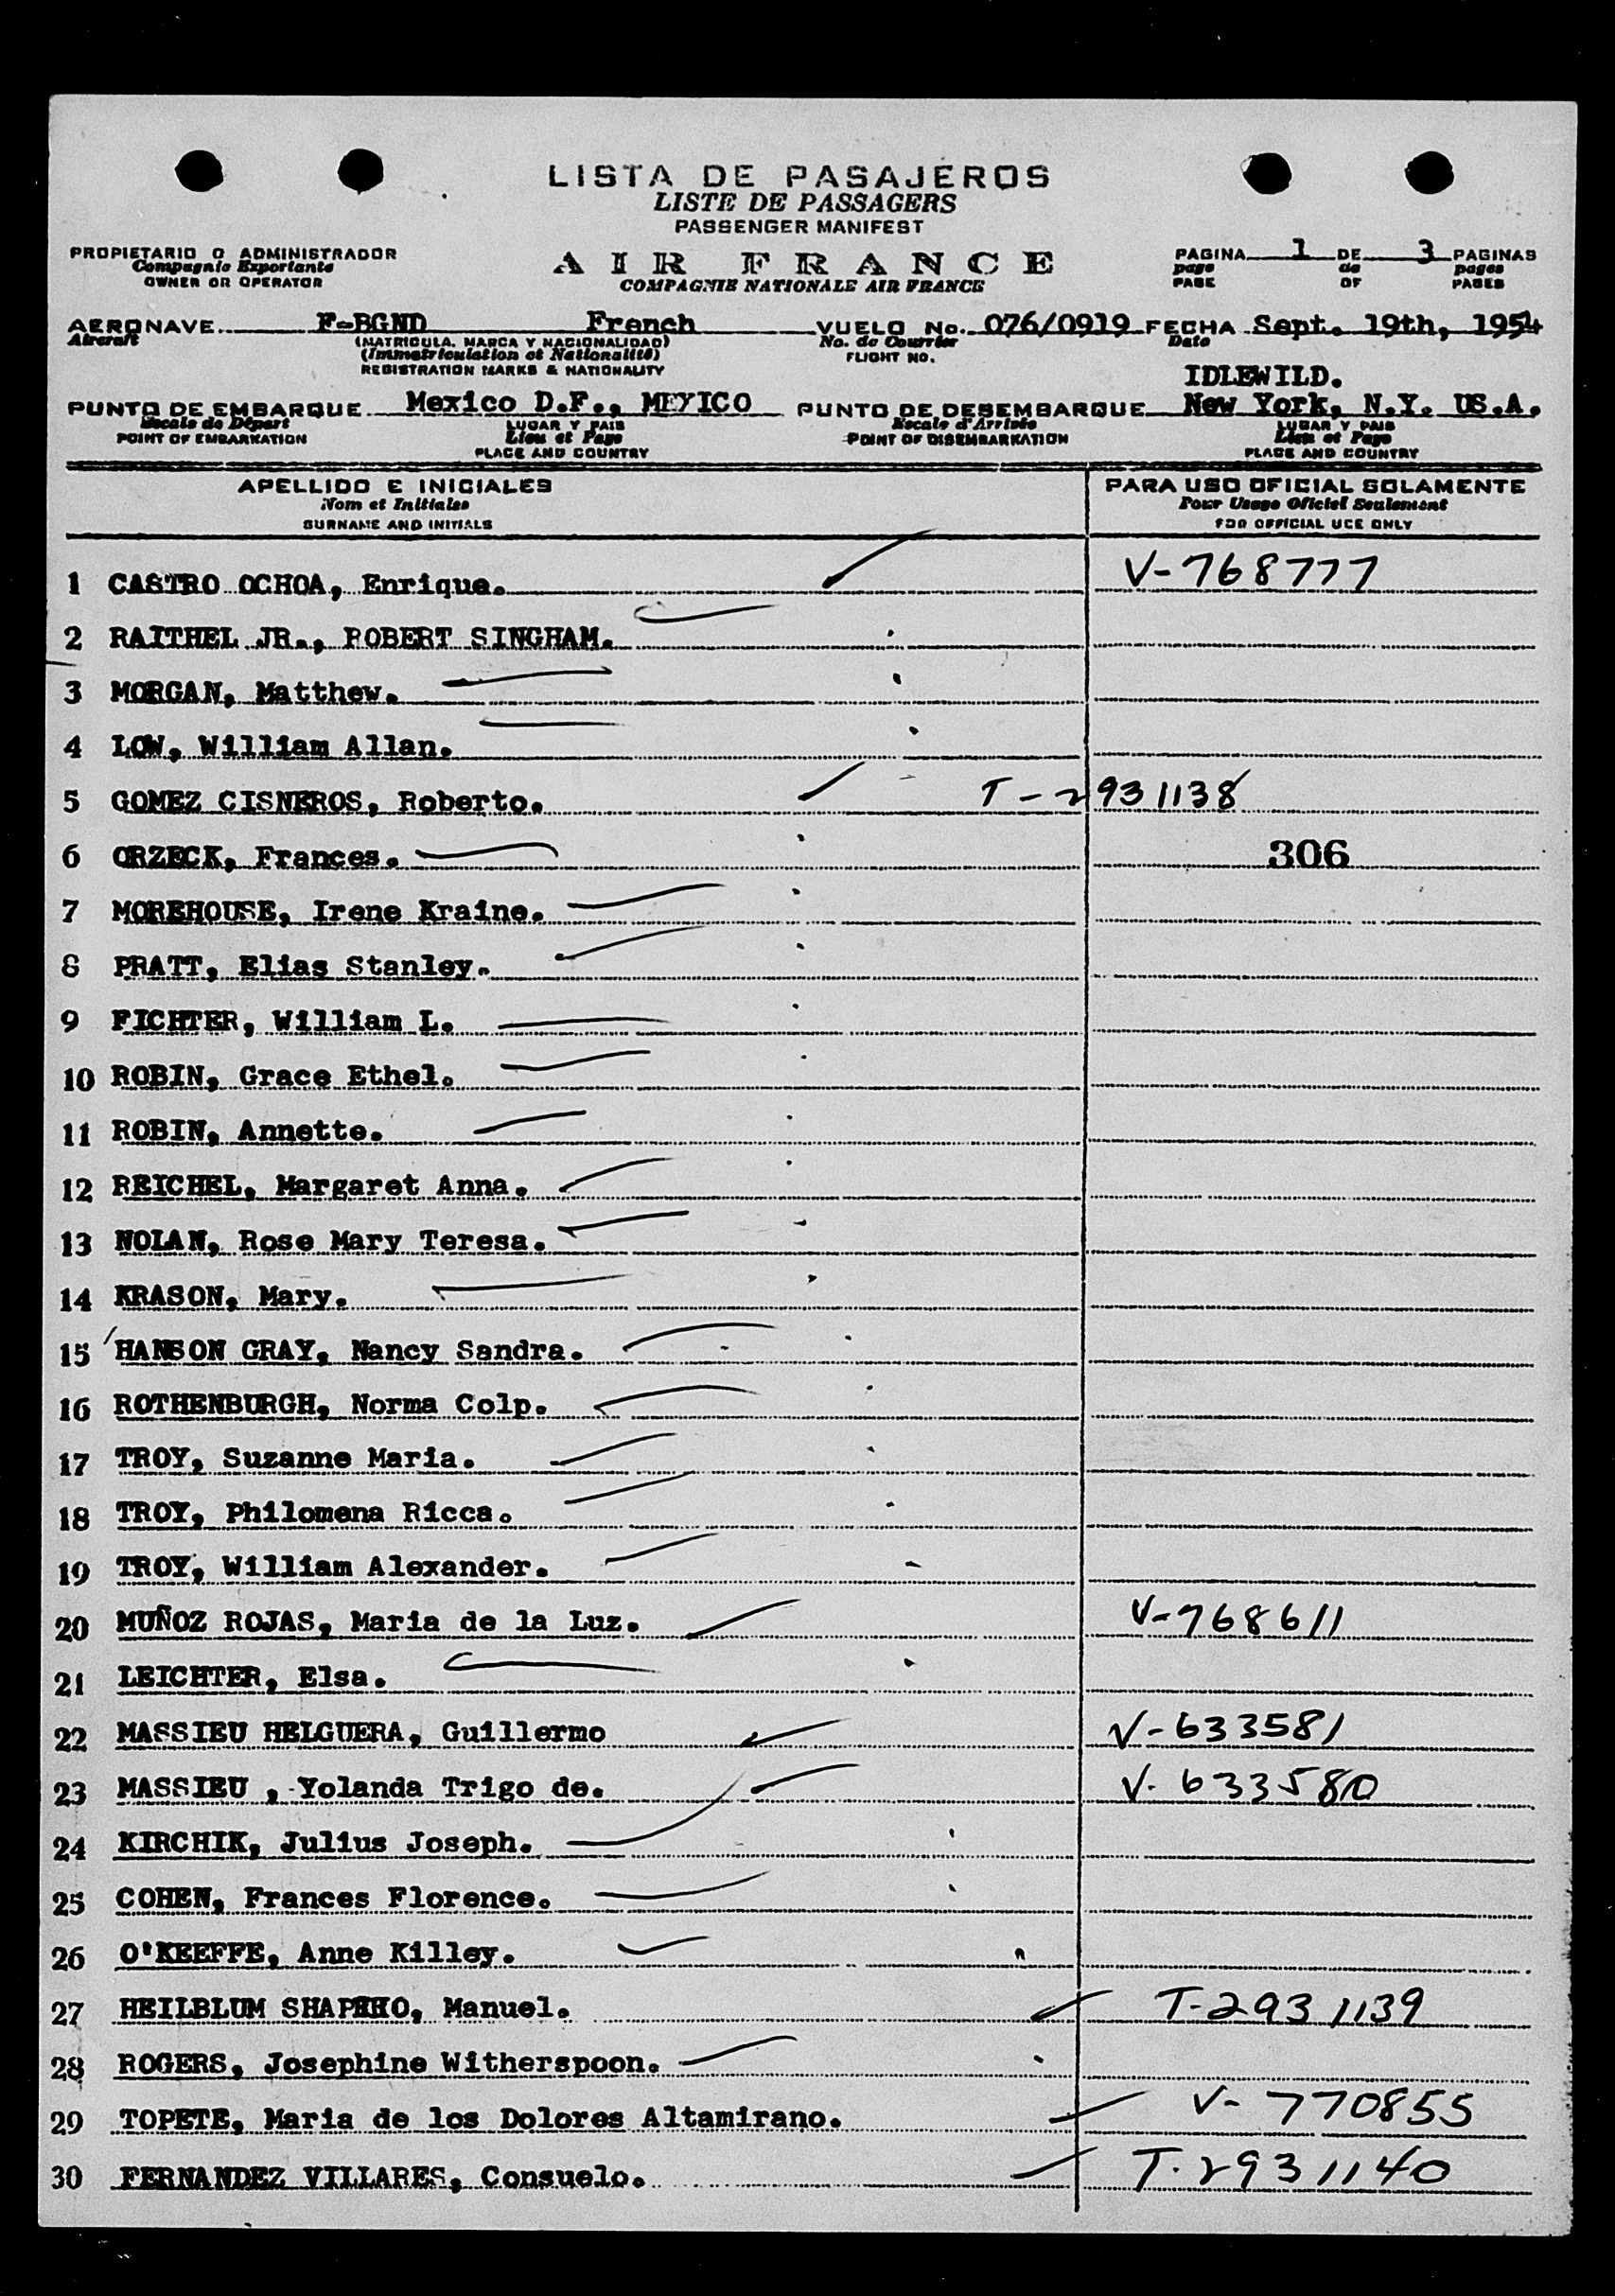 LISTA DE PASAJEROS
LISTE DE PASSAGERS
PASSENGER MANIFEST
PROPIETARIO O ADMINISTRADOR
Compagnie Exportante
OWNER OR OPERATOR
AIR FRANCE
COMPAGNIE NATIONALE AIR FRANCE
PAGINA 1 DE 3 PAGINAS
page de pages
PAGE OF PAGES
AERONAVE F-BGND French VUELO No. 076/0919 FECHA Sept. 19th, 1954
Aircraft (MATRICULA, MARCA Y NACIONALIDAD) No. de Courrier Date
(Immatriculation et Nationalité) FLIGHT NO.
REGISTRATION MARKS & NATIONALITY
IDLEWILD.
PUNTO DE EMBARQUE Mexico D.F., MEXICO PUNTO DE DESEMBARQUE New York, N.Y. US.A.
Escale de Départ LUGAR Y PAIS Escale d'Arrivée LUGAR Y PAIS
POINT OF EMBARKATION Lieu et Pays POINT OF DISEMBARKATION Lieu et Pays
PLACE AND COUNTRY PLACE AND COUNTRY
APELLIDO E INICIALES PARA USO OFICIAL SOLAMENTE
Nom et Initiales Pour Usage Officiel Seulement
SURNAME AND INITIALS FOR OFFICIAL USE ONLY
1 CASTRO OCHOA, Enrique. V-768777
2 RAITHEL JR., ROBERT SINGHAM.
3 MORGAN, Matthew.
4 LOW, William Allan.
5 GOMEZ CISNEROS, Roberto. T-2931138
6 ORZECK, Frances. 306
7 MOREHOUSE, Irene Kraine.
8 PRATT, Elias Stanley.
9 FICHTER, William L.
10 ROBIN, Grace Ethel.
11 ROBIN, Annette.
12 REICHEL, Margaret Anna.
13 NOLAN, Rose Mary Teresa.
14 KRASON, Mary.
15 HANSON GRAY, Nancy Sandra.
16 ROTHENBURGH, Norma Colp.
17 TROY, Suzanne Maria.
18 TROY, Philomena Ricca.
19 TROY, William Alexander.
20 MUÑOZ ROJAS, Maria de la Luz. V-768611
21 LEICHTER, Elsa.
22 MASSIEU HELGUERA, Guillermo V-633581
23 MASSIEU , Yolanda Trigo de. V-633580
24 KIRCHIK, Julius Joseph.
25 COHEN, Frances Florence.
26 O'KEEFFE, Anne Killey.
27 HEILBLUM, Manuel. T-2931139
28 ROGERS, Josephine Witherspoon.
29 TOPETE, Maria de los Dolores Altamirano. V-770855
30 FERNANDEZ VILLARES, Consuelo. T-2931140